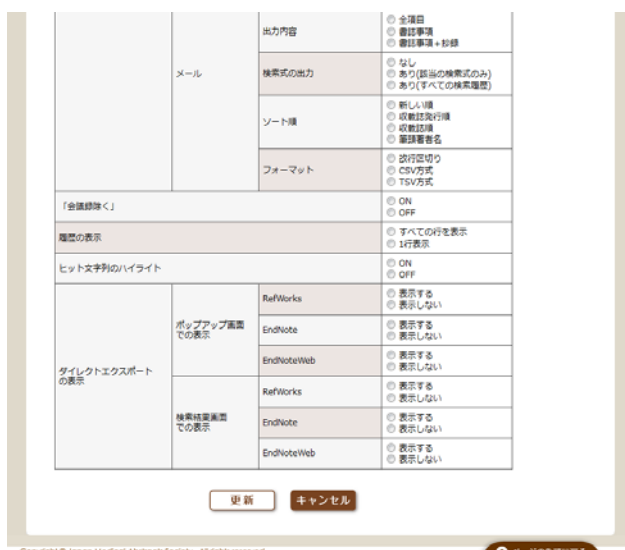 メール
出力内容
全項目
書誌事項
書誌事項+抄録
検索式の出力
なし
あり(該当の検索式のみ)
あり(すべての検索履歴)
ソート順
新しい順
収載誌発行順
収載誌順
筆頭著者名
フォーマット
改行区切り
CSV方式
TSV方式
「会議録除く」
ON
OFF
履歴の表示
すべての行を表示
1行表示
ヒット文字列のハイライト
ON
OFF
ダイレクトエクスポート
の表示
ポップアップ画面
での表示
RefWorks
表示する
表示しない
EndNote
表示する
表示しない
EndNoteWeb
表示する
表示しない
検索結果画面
での表示
RefWorks
表示する
表示しない
EndNote
表示する
表示しない
EndNoteWeb
表示する
表示しない
更新
キャンセル